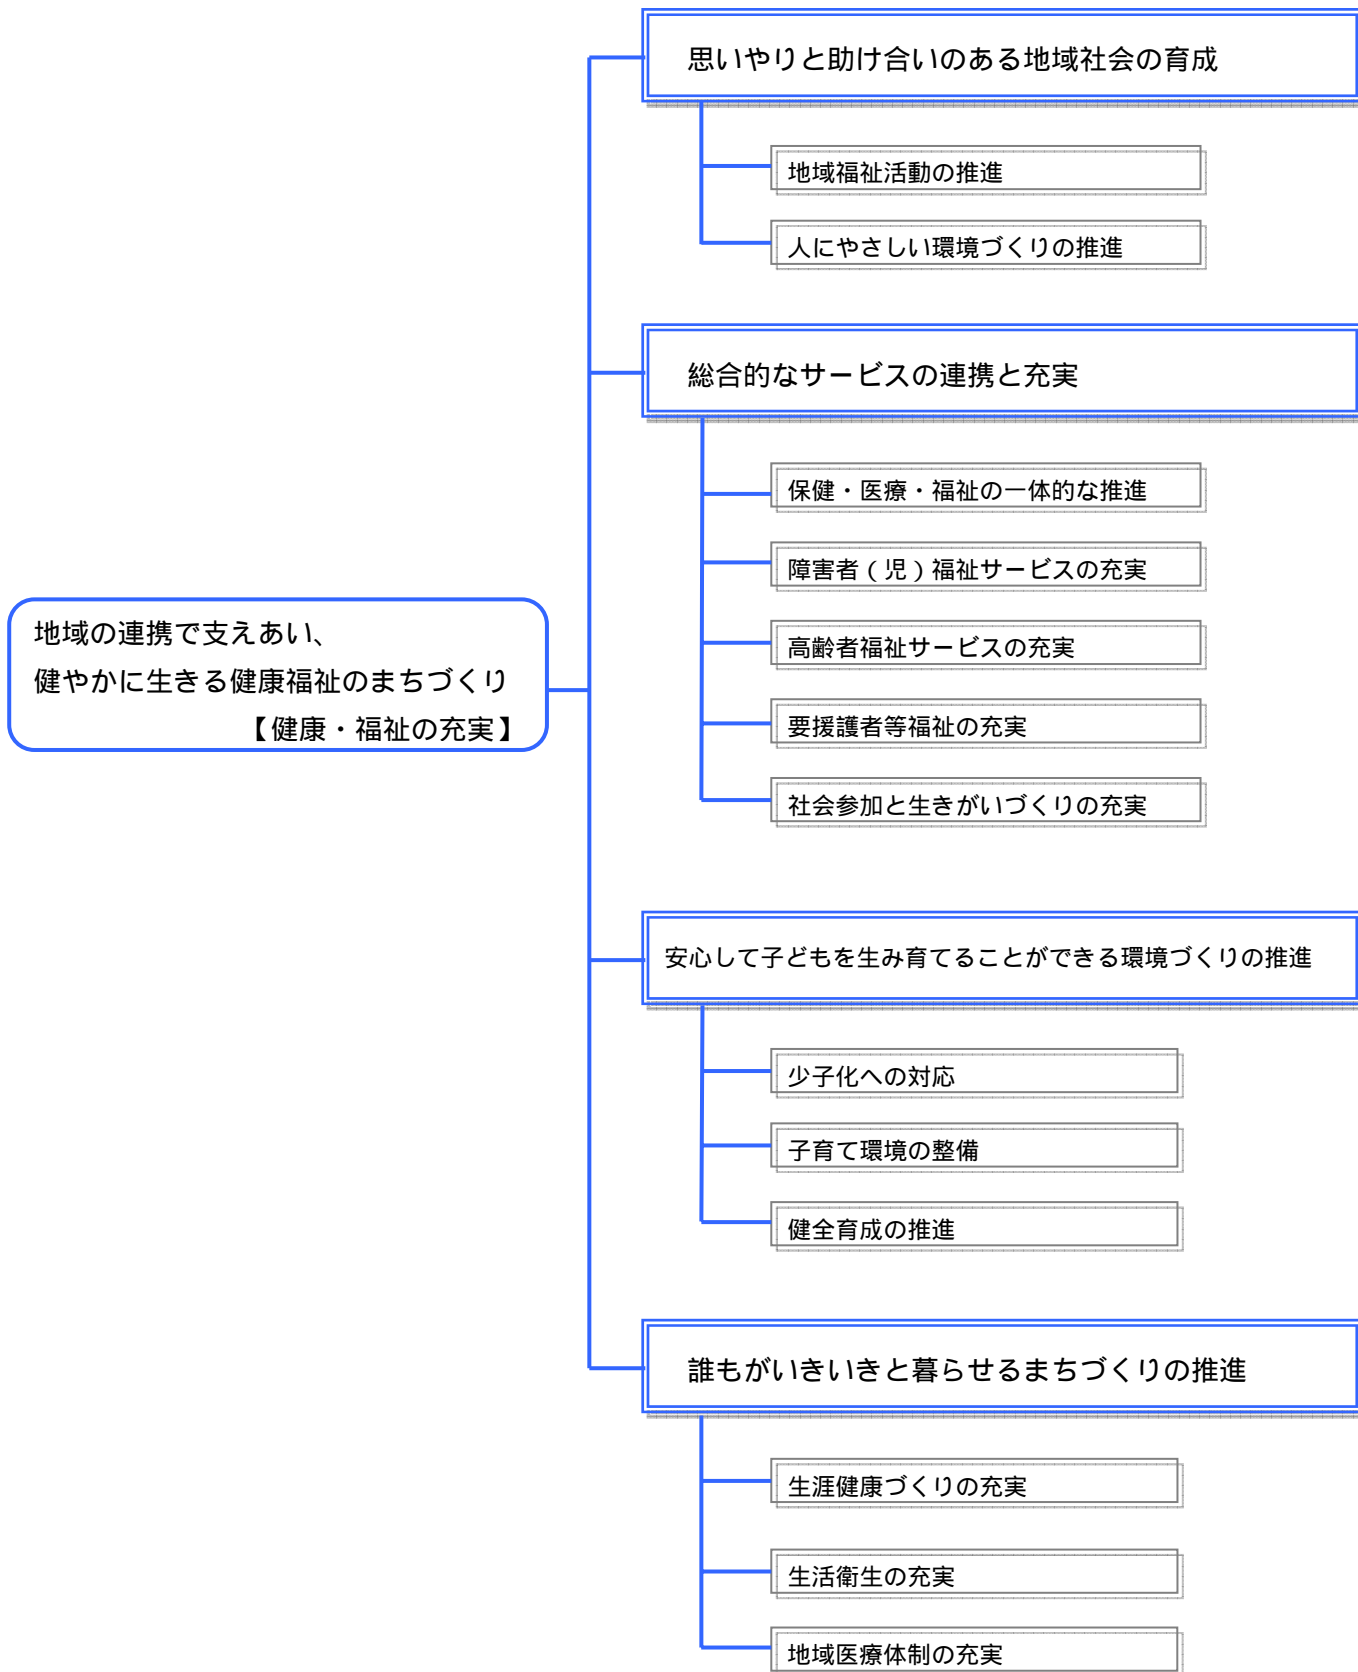 思いやりと助け合いのある地域社会の育成
地域福祉活動の推進
人にやさしい環境づくりの推進
総合的なサービスの連携と充実
保健・医療・福祉の一体的な推進
障害者（児）福祉サービスの充実
高齢者福祉サービスの充実
要援護者等福祉の充実
社会参加と生きがいづくりの充実
地域の連携で支えあい、
健やかに生きる健康福祉のまちづくり
【健康・福祉の充実】
安心して子どもを生み育てることができる環境づくりの推進
少子化への対応
子育て環境の整備
健全育成の推進
誰もがいきいきと暮らせるまちづくりの推進
生涯健康づくりの充実
生活衛生の充実
地域医療体制の充実